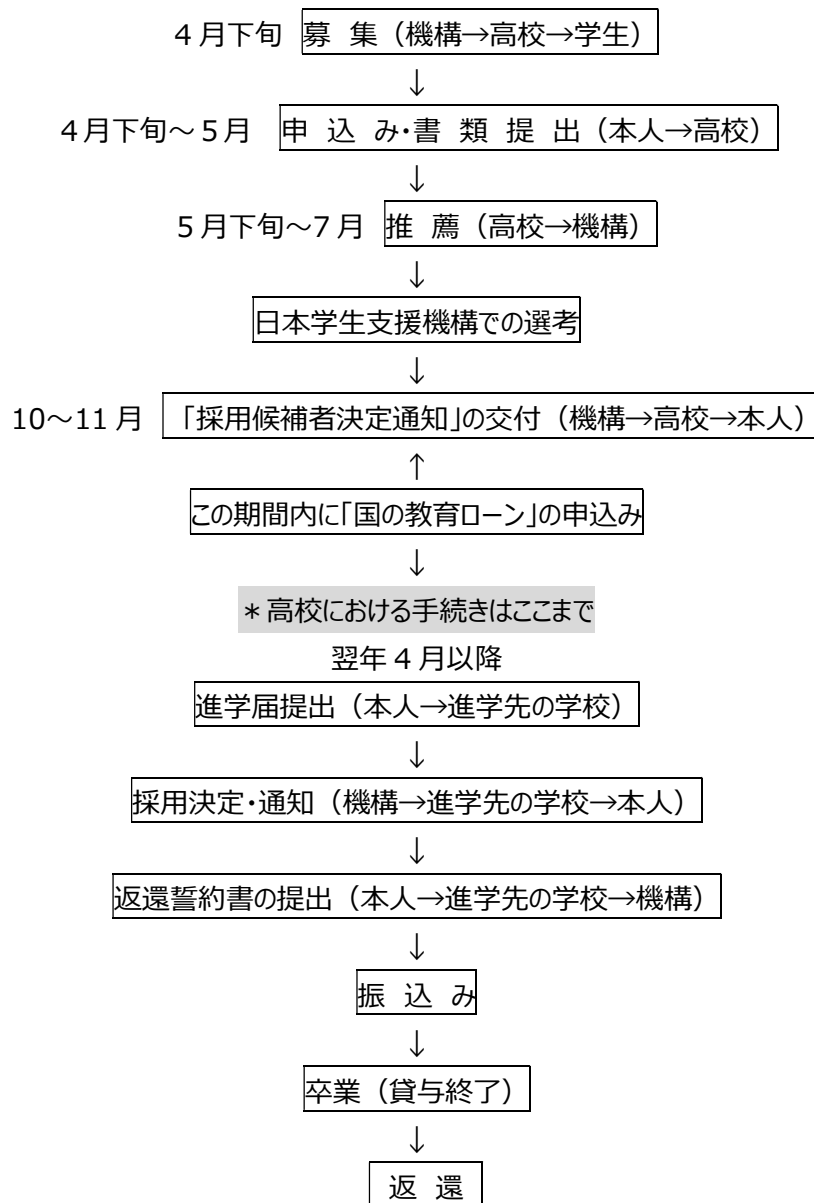 4月下旬 募 集（機構→高校→学生）
↓
4月下旬～5月 申 込 み・書 類 提 出（本人→高校）
↓
5月下旬～7月 推 薦（高校→機構）
↓
日本学生支援機構での選考
↓
10～11月 「採用候補者決定通知」の交付（機構→高校→本人）
↑
この期間内に「国の教育ローン」の申込み
↓
＊高校における手続きはここまで
翌年4月以降
進学届提出（本人→進学先の学校）
↓
採用決定・通知（機構→進学先の学校→本人）
↓
返還誓約書の提出（本人→進学先の学校→機構）
↓
振 込 み
↓
卒業（貸与終了）
↓
返 還